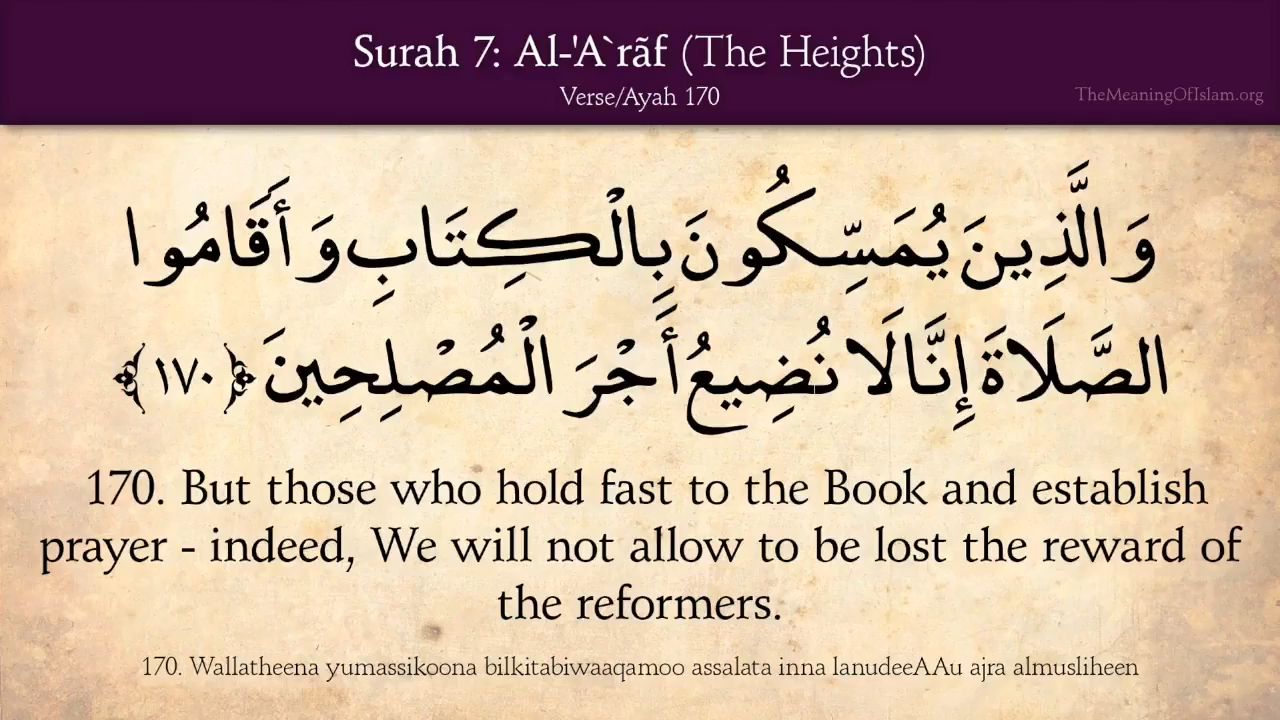 Surah 7: Al-'A`rãf (The Heights)
Verse/Ayah 170
TheMeaningOfIslam.org
وَالَّذِينَ يُمَسِّكُونَ بِالْكِتَابِ وَأَقَامُوا
الصَّلَاةَ إِنَّا لَا نُضِيعُ أَجْرَ الْمُصْلِحِينَ ﴿١٧٠﴾
170. But those who hold fast to the Book and establish
prayer - indeed, We will not allow to be lost the reward of
the reformers.
170. Wallatheena yumassikoona bilkitabiwaaqamoo assalata inna lanudeeAAu ajra almusliheen